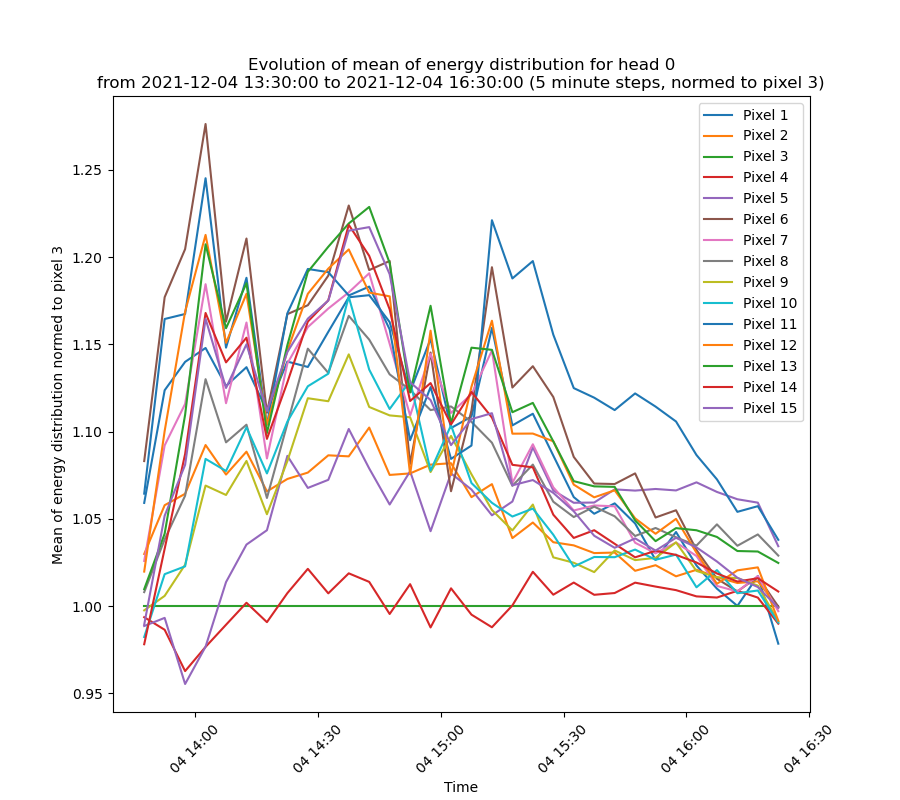 Evolution of mean of energy distribution for head 0
from 2021-12-04 13:30:00 to 2021-12-04 16:30:00 (5 minute steps, normed to pixel 3)
Mean of energy distribution normed to pixel 3
1.25
1.20
1.15
1.10
1.05
1.00
0.95
Pixel 1
Pixel 2
Pixel 3
Pixel 4
Pixel 5
Pixel 6
Pixel 7
Pixel 8
Pixel 9
Pixel 10
Pixel 11
Pixel 12
Pixel 13
Pixel 14
Pixel 15
04 14:00
04 14:30
04 15:00
04 15:30
04 16:00
04 16:30
Time